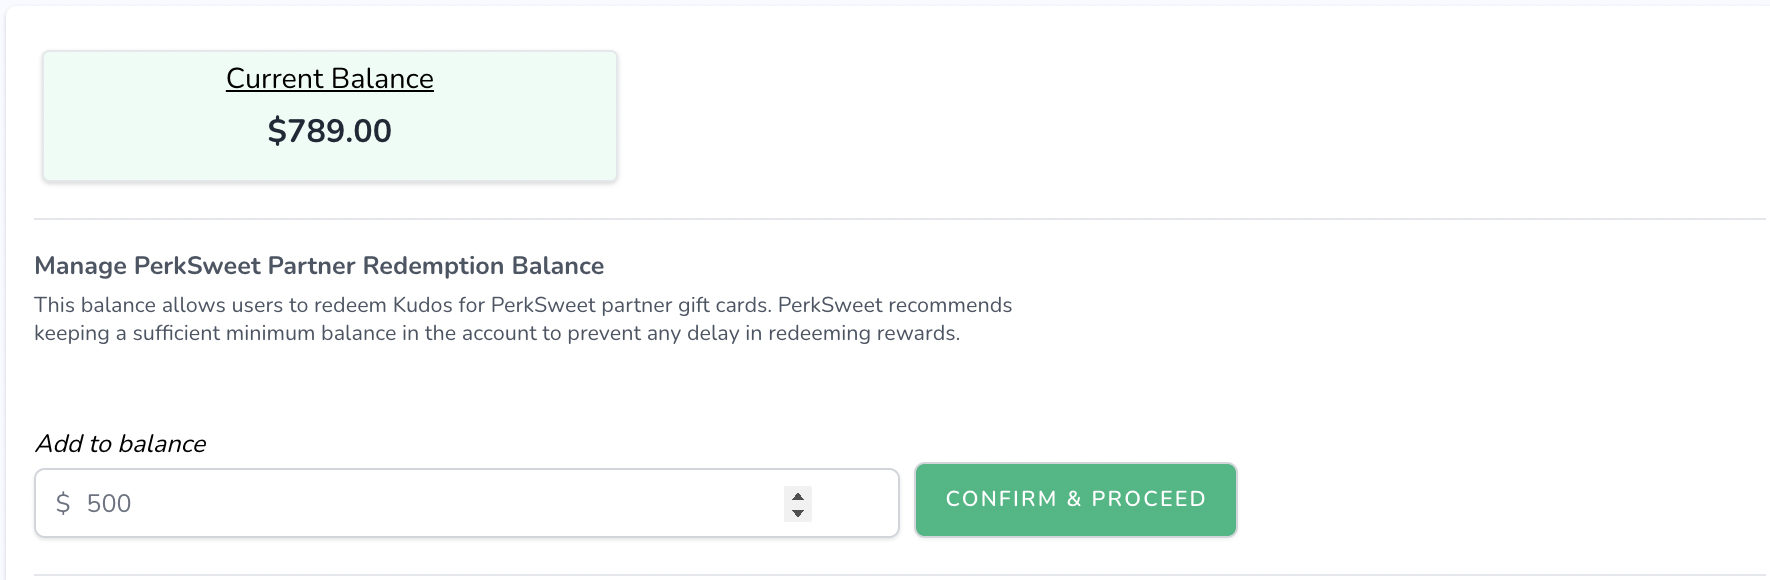 Current Balance
$789.00
Manage PerkSweet Partner Redemption Balance
This balance allows users to redeem Kudos for PerkSweet partner gift cards. PerkSweet recommends
keeping a sufficient minimum balance in the account to prevent any delay in redeeming rewards.
Add to balance
$ 500
CONFIRM & PROCEED